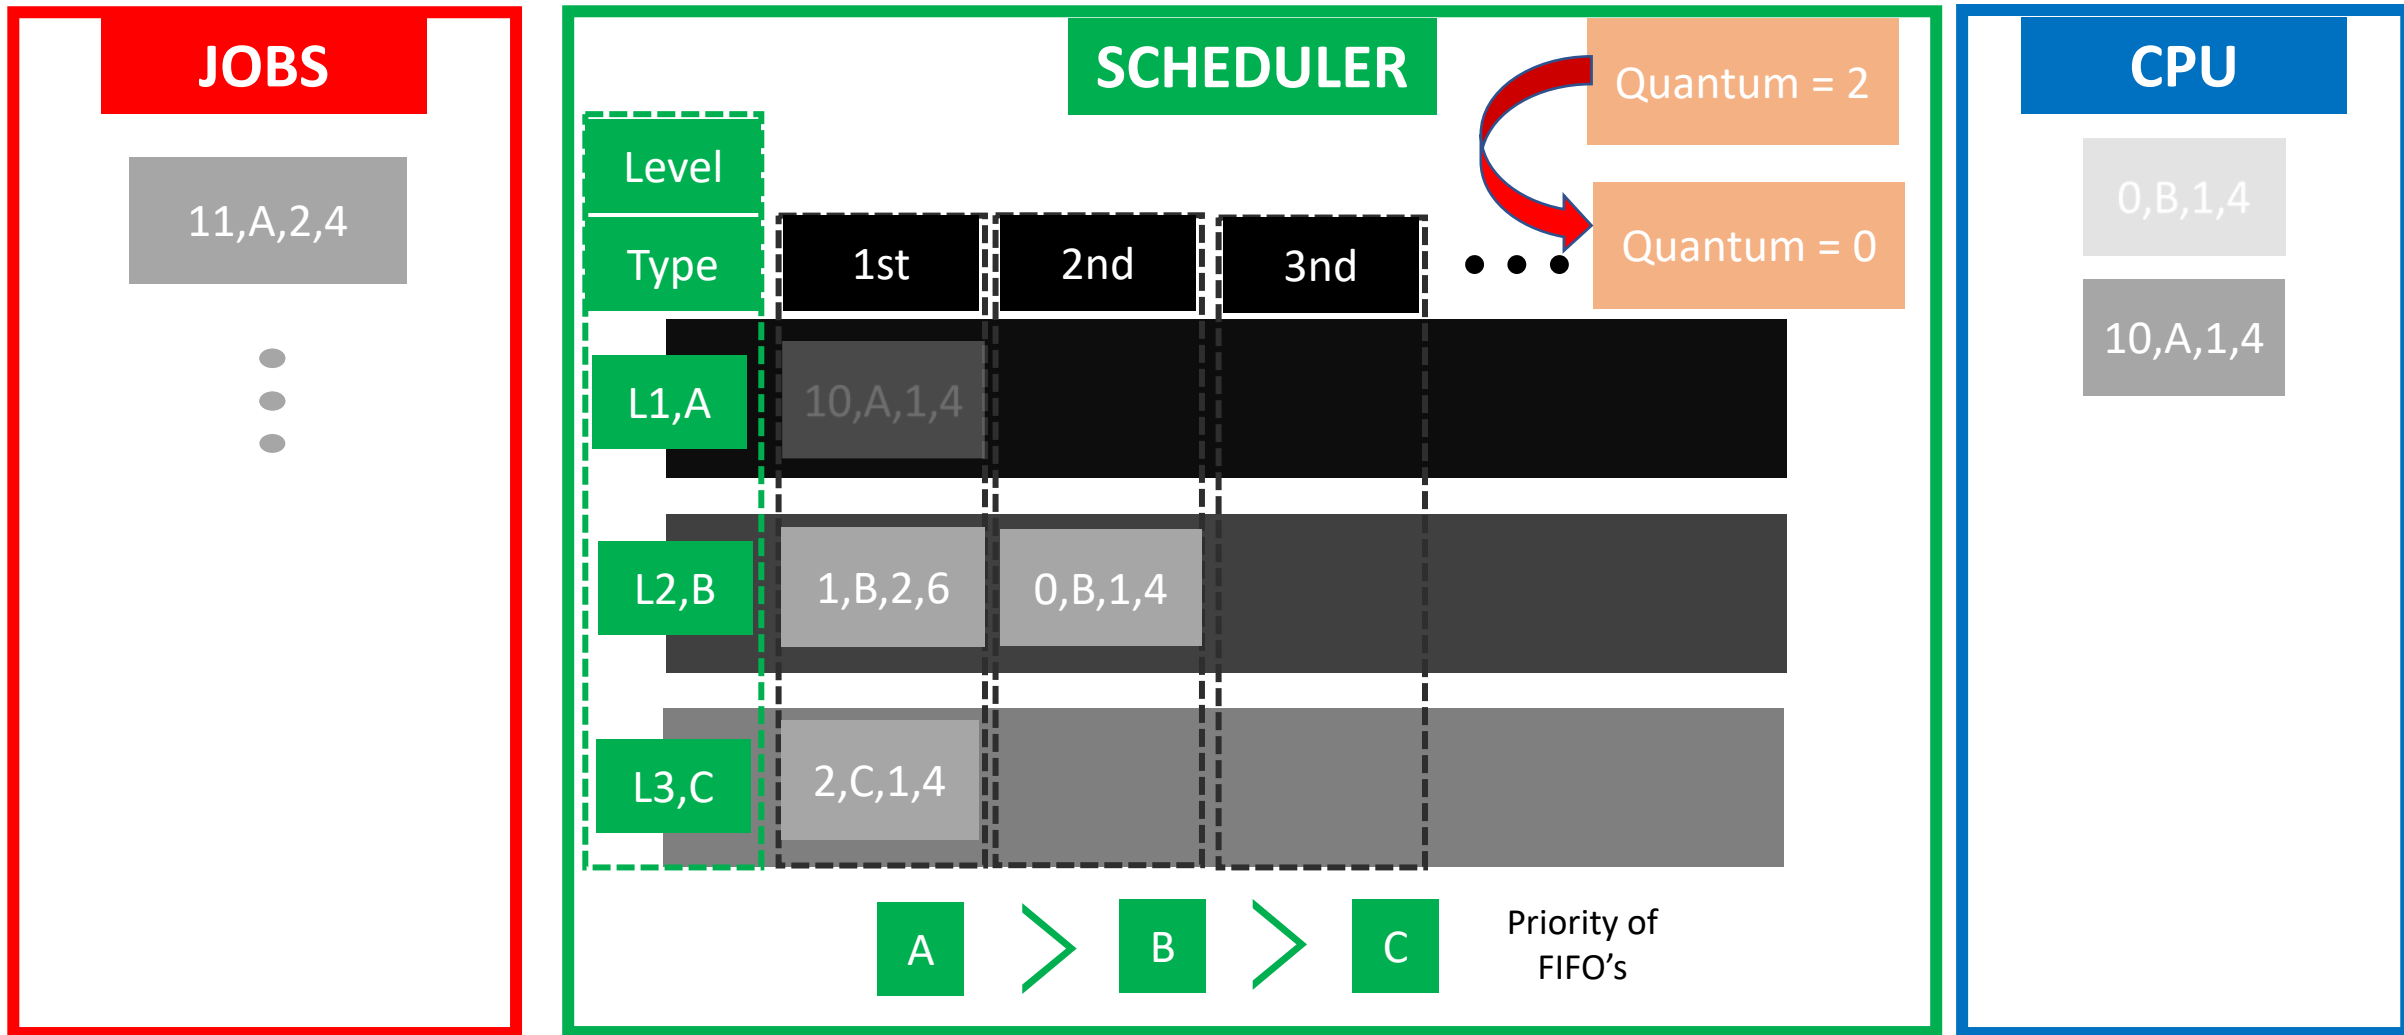 JOBS
11,A,2,4
SCHEDULER
Quantum = 2
Quantum = 0
Level
Type
1st
2nd
3nd
L1,A
10,A,1,4
L2,B
1,B,2,6
0,B,1,4
L3,C
2,C,1,4
A
B
C
Priority of
FIFO’s
CPU
0,B,1,4
10,A,1,4